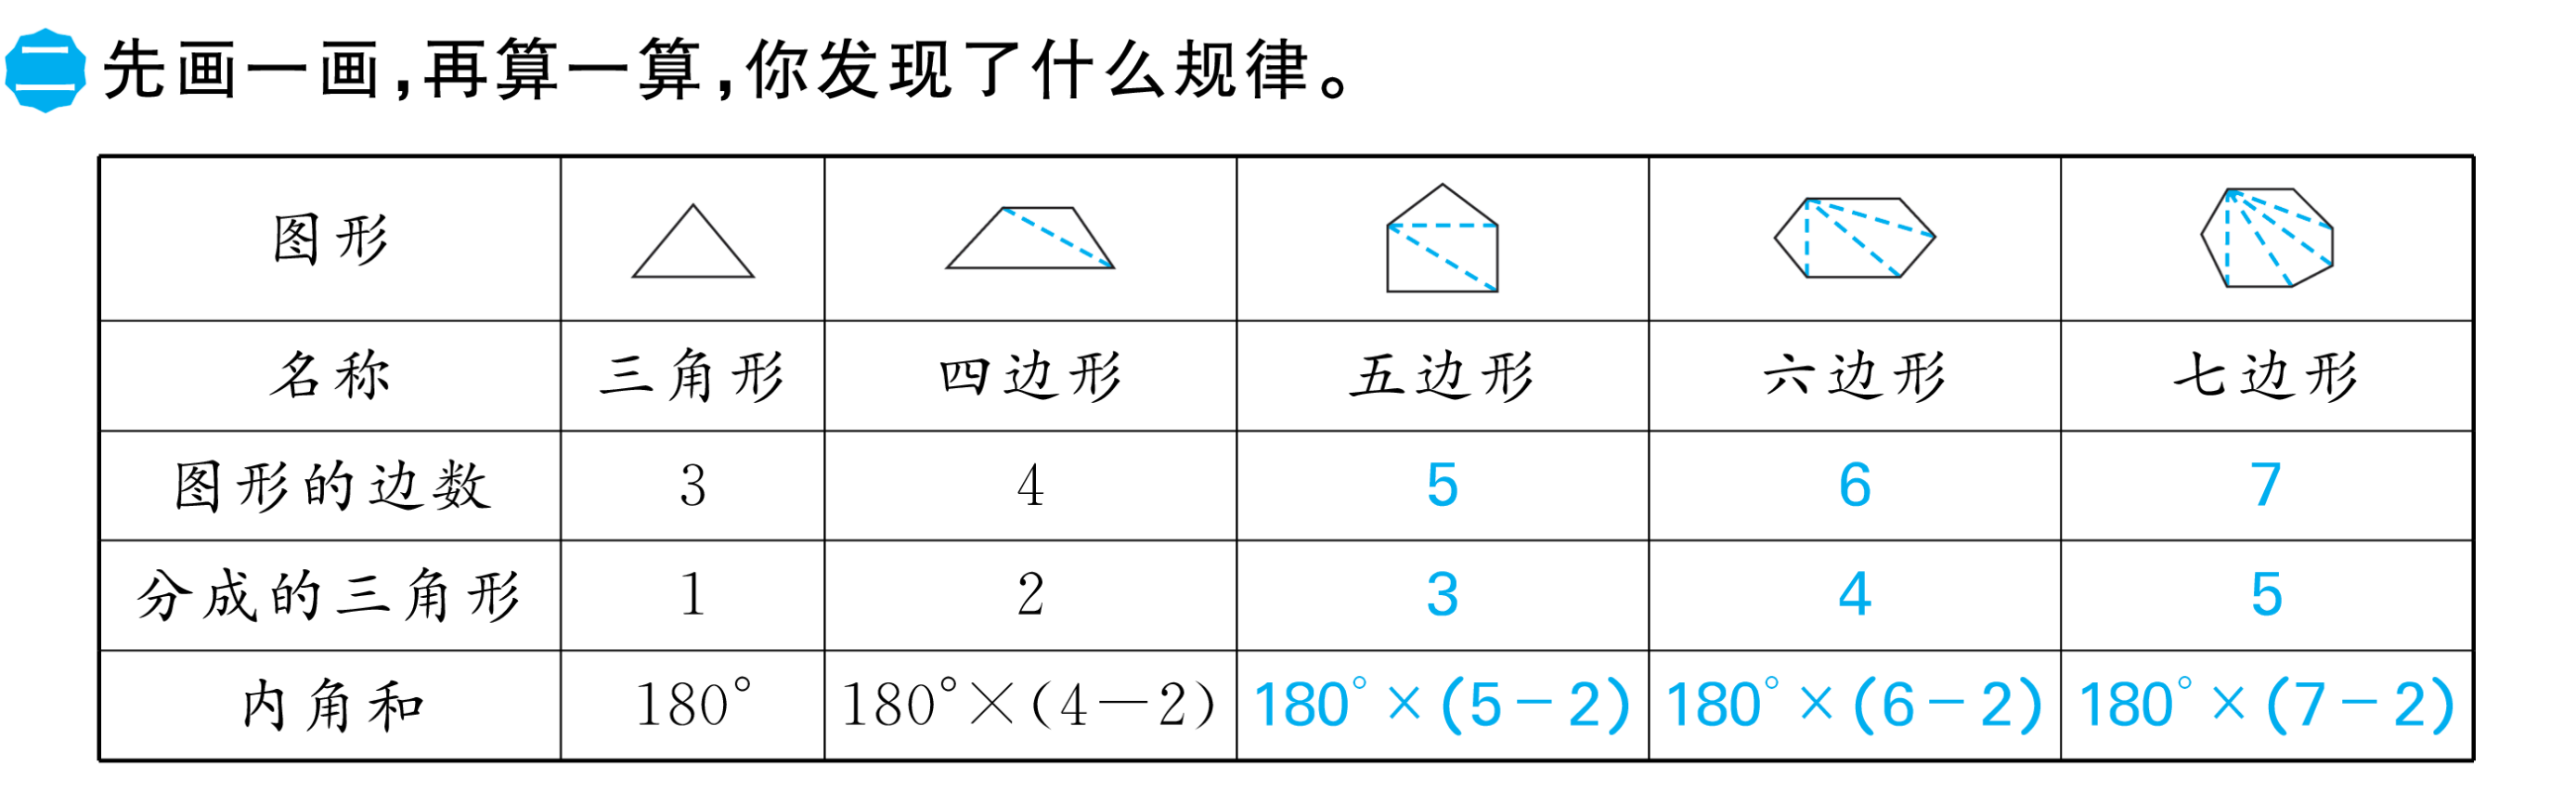 二 先画一画,再算一算,你发现了什么规律。
图形
名称 三角形 四边形 五边形 六边形 七边形
图形的边数 3 4 5 6 7
分成的三角形 1 2 3 4 5
内角和 180° 180°×(4－2) 180°×(5－2) 180°×(6－2) 180°×(7－2)